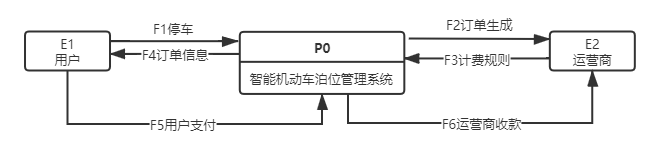 F1停车
F2订单生成
E1
用户
P0
E2
运营商
F4订单信息
F3计费规则
智能机动车泊位管理系统
F5用户支付
F6运营商收款